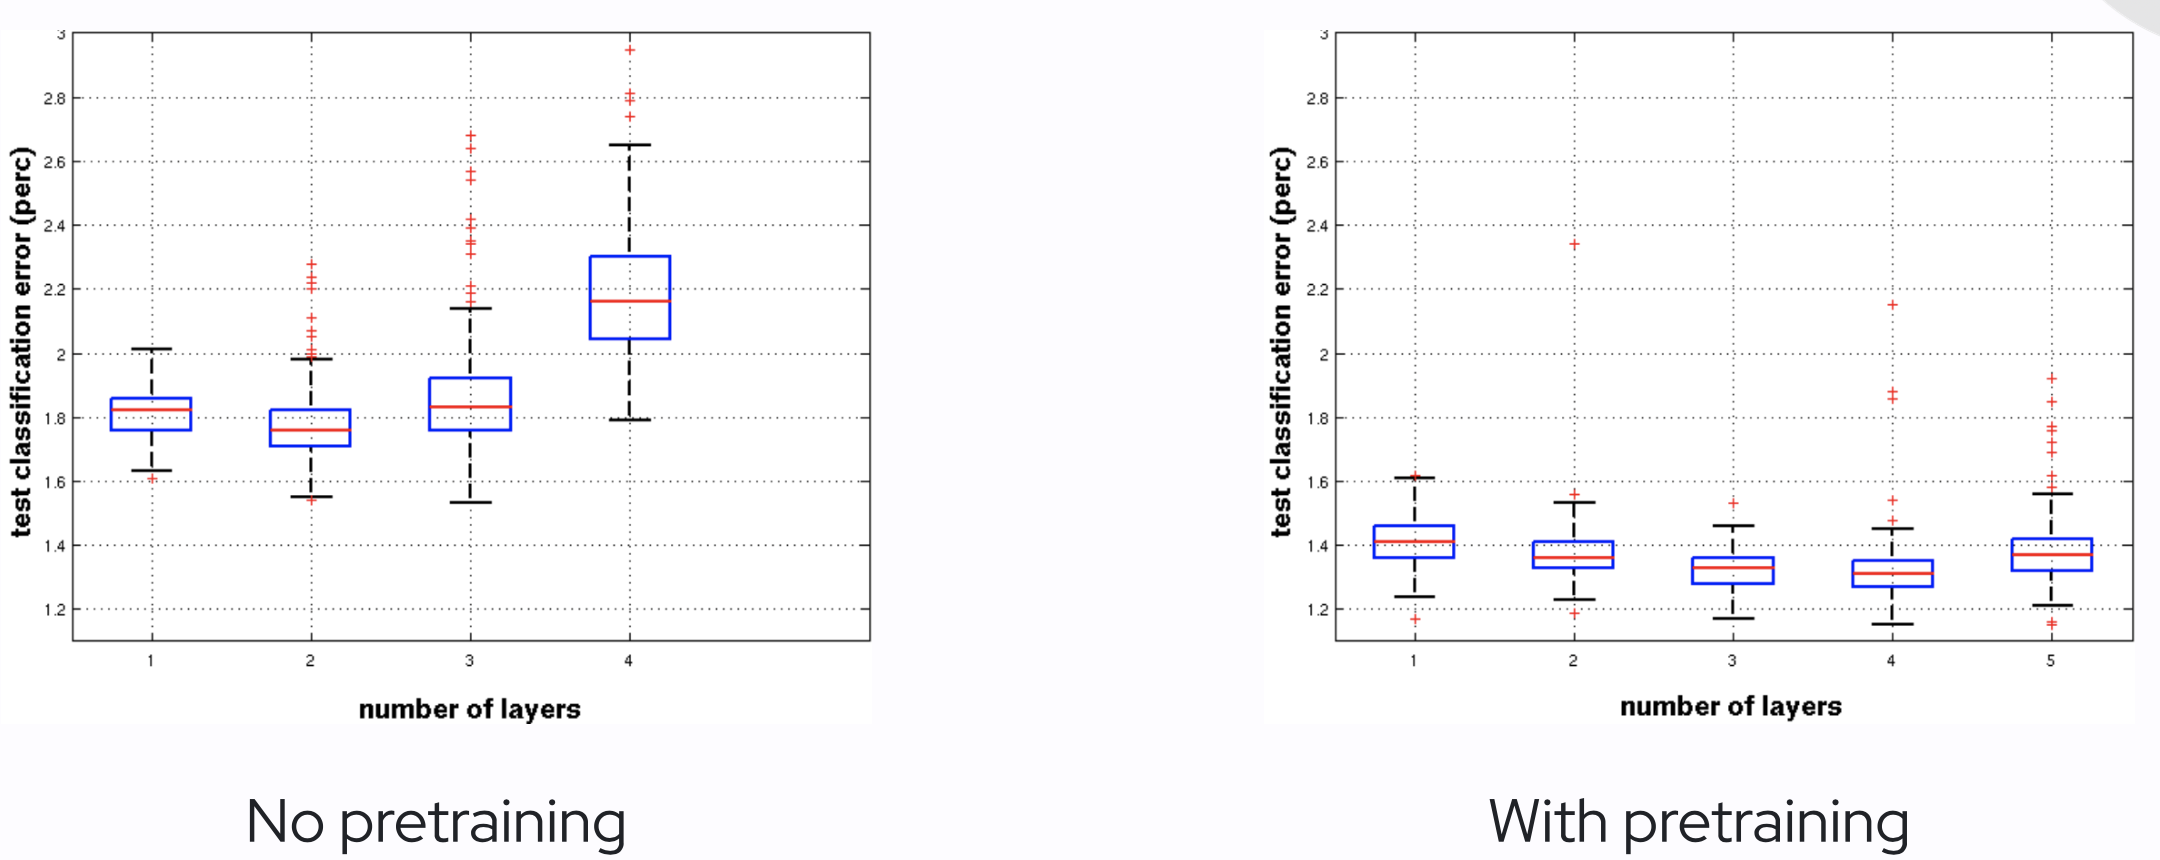 3
2.8
2.6
2.4
2.2
2
1.8
1.6
1.4
1.2
test classification error (perc)
1 2 3 4
number of layers
No pretraining
3
2.8
2.6
2.4
2.2
2
1.8
1.6
1.4
1.2
test classification error (perc)
1 2 3 4 5
number of layers
With pretraining